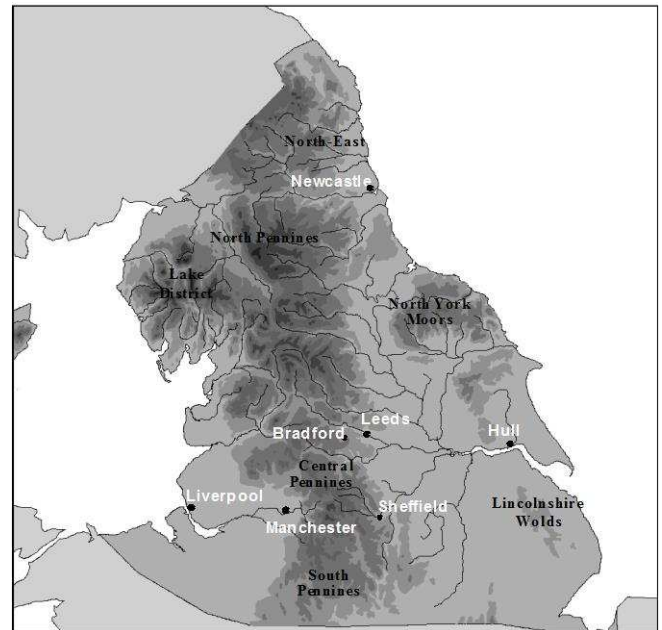 North-East
Newcastle
North Pennines
Lake
District
North York
Moors
Leeds
Bradford
Hull
Central
Pennines
Liverpool
Sheffield
Lincolnshire
Wolds
Manchester
South
Pennines